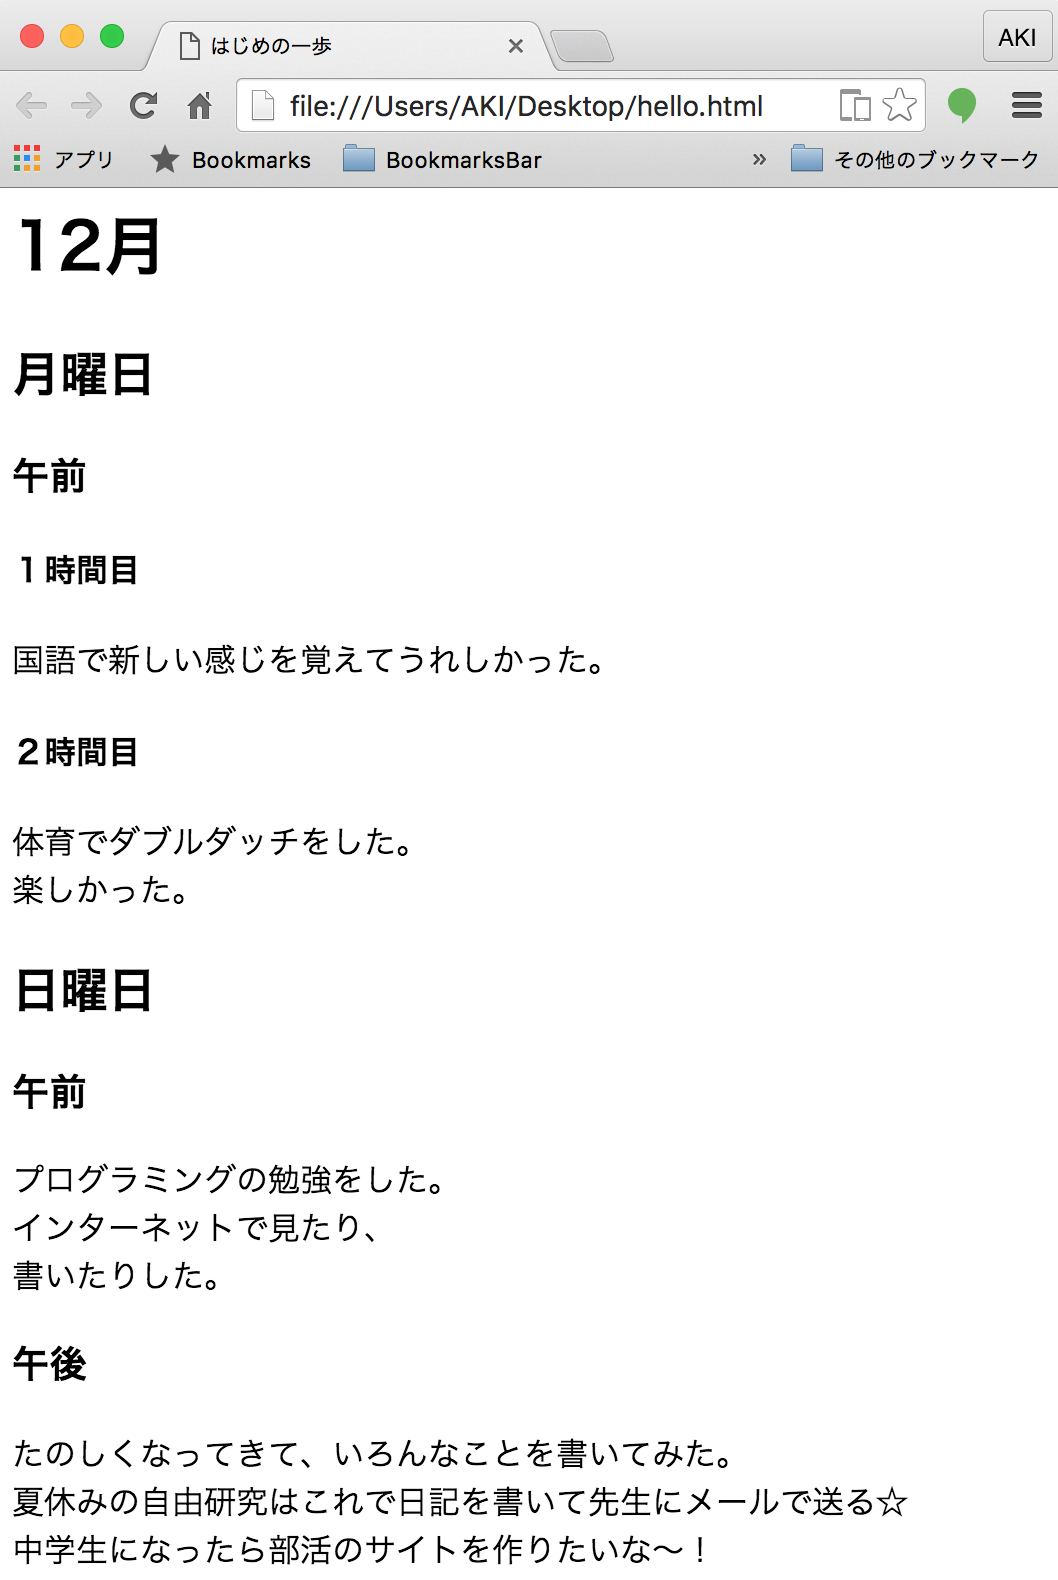 はじめの一歩
AKI
file:///Users/AKI/Desktop/hello.html
アプリ Bookmarks BookmarksBar » その他のブックマーク
12月
月曜日
午前
１時間目
国語で新しい感じを覚えてうれしかった。
２時間目
体育でダブルダッチをした。
楽しかった。
日曜日
午前
プログラミングの勉強をした。
インターネットで見たり、
書いたりした。
午後
たのしくなってきて、いろんなことを書いてみた。
夏休みの自由研究はこれで日記を書いて先生にメールで送る☆
中学生になったら部活のサイトを作りたいな〜！